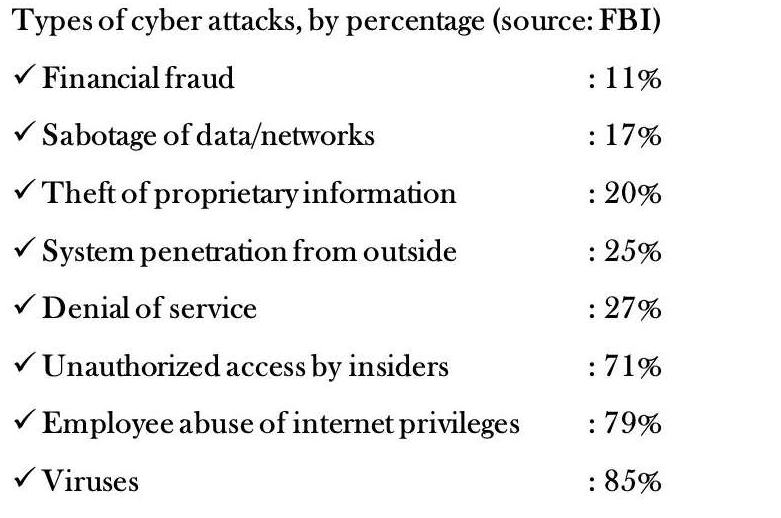 Types of cyber attacks, by percentage (source: FBI)
✓ Financial fraud : 11%
✓ Sabotage of data/networks : 17%
✓ Theft of proprietary information : 20%
✓ System penetration from outside : 25%
✓ Denial of service : 27%
✓ Unauthorized access by insiders : 71%
✓ Employee abuse of internet privileges : 79%
✓ Viruses : 85%